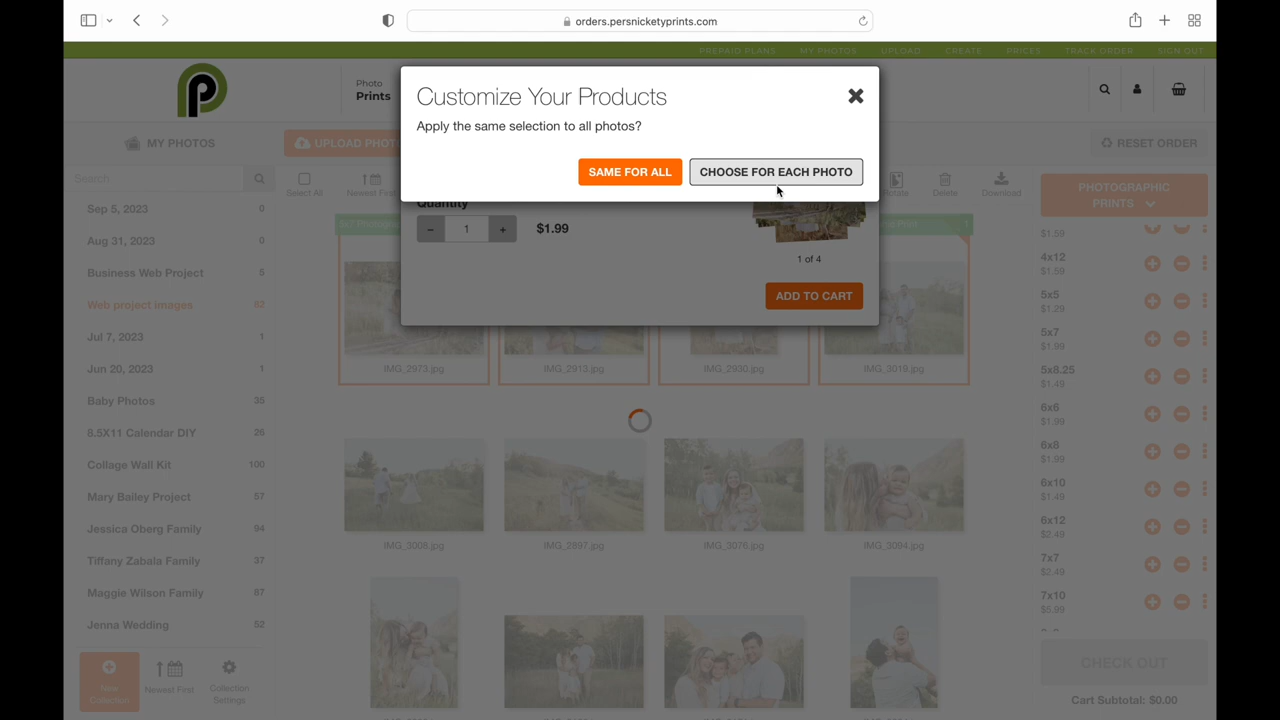 orders.persnicketyprints.com
PREPAID PLANS MY PHOTOS UPLOAD CREATE PRICES TRACK ORDER SIGN OUT
Photo
Prints
Customize Your Products
Apply the same selection to all photos?
SAME FOR ALL
CHOOSE FOR EACH PHOTO
Quantity
− 1 + $1.99
1 of 4
ADD TO CART
MY PHOTOS
UPLOAD PHOTO
RESET ORDER
Search
Select All
Newest First
Rotate
Delete
Download
Sep 5, 2023 0
Aug 31, 2023 0
Business Web Project 5
Web project images 82
Jul 7, 2023 1
Jun 20, 2023 1
Baby Photos 35
8.5X11 Calendar DIY 26
Collage Wall Kit 100
Mary Bailey Project 57
Jessica Oberg Family 94
Tiffany Zabala Family 37
Maggie Wilson Family 87
Jenna Wedding 52
New
Collection
Newest First
Collection
Settings
IMG_2973.jpg
IMG_2913.jpg
IMG_2930.jpg
IMG_3019.jpg
IMG_3008.jpg
IMG_2897.jpg
IMG_3076.jpg
IMG_3094.jpg
PHOTOGRAPHIC
PRINTS
$1.59
4x12
$1.59
5x5
$1.29
5x7
$1.99
5x8.25
$1.49
6x6
$1.99
6x8
$1.99
6x10
$1.49
6x12
$2.49
7x7
$2.49
7x10
$5.99
CHECK OUT
Cart Subtotal: $0.00